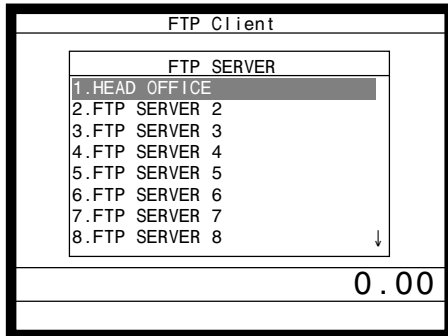 FTP Client
FTP SERVER
1.HEAD OFFICE
2.FTP SERVER 2
3.FTP SERVER 3
4.FTP SERVER 4
5.FTP SERVER 5
6.FTP SERVER 6
7.FTP SERVER 7
8.FTP SERVER 8 ↓
0.00